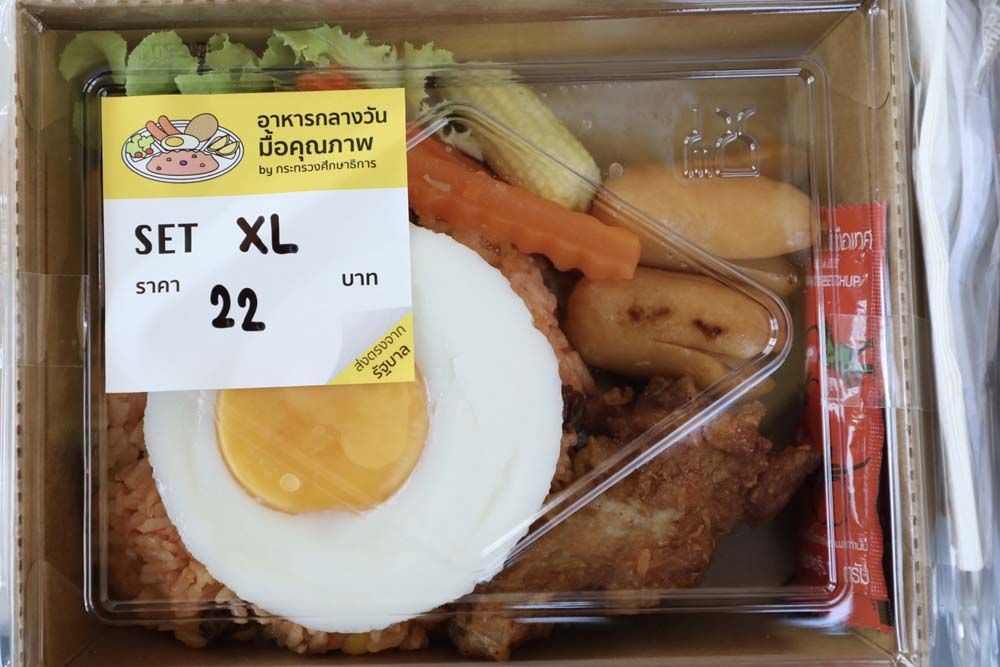 อาหารกลางวัน
มื้อคุณภาพ
by กระทรวงศึกษาธิการ
SET XL
ราคา 22 บาท
ส่งตรงจาก
รัฐบาล